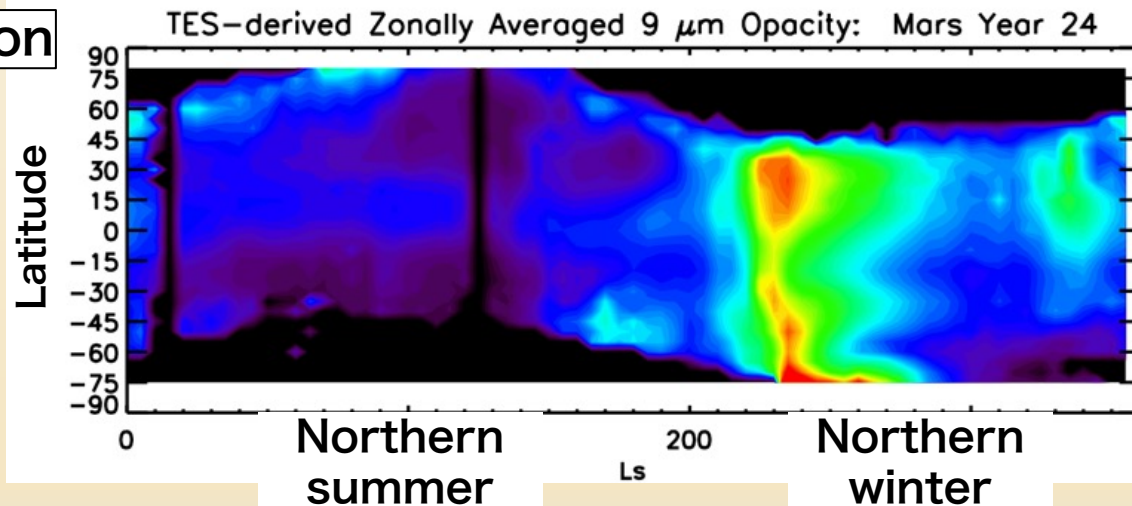 on
TES-derived Zonally Averaged 9 μm Opacity: Mars Year 24
Latitude
90
75
60
45
30
15
0
-15
-30
-45
-60
-75
-90
0
200
Northern
summer
Ls
Northern
winter